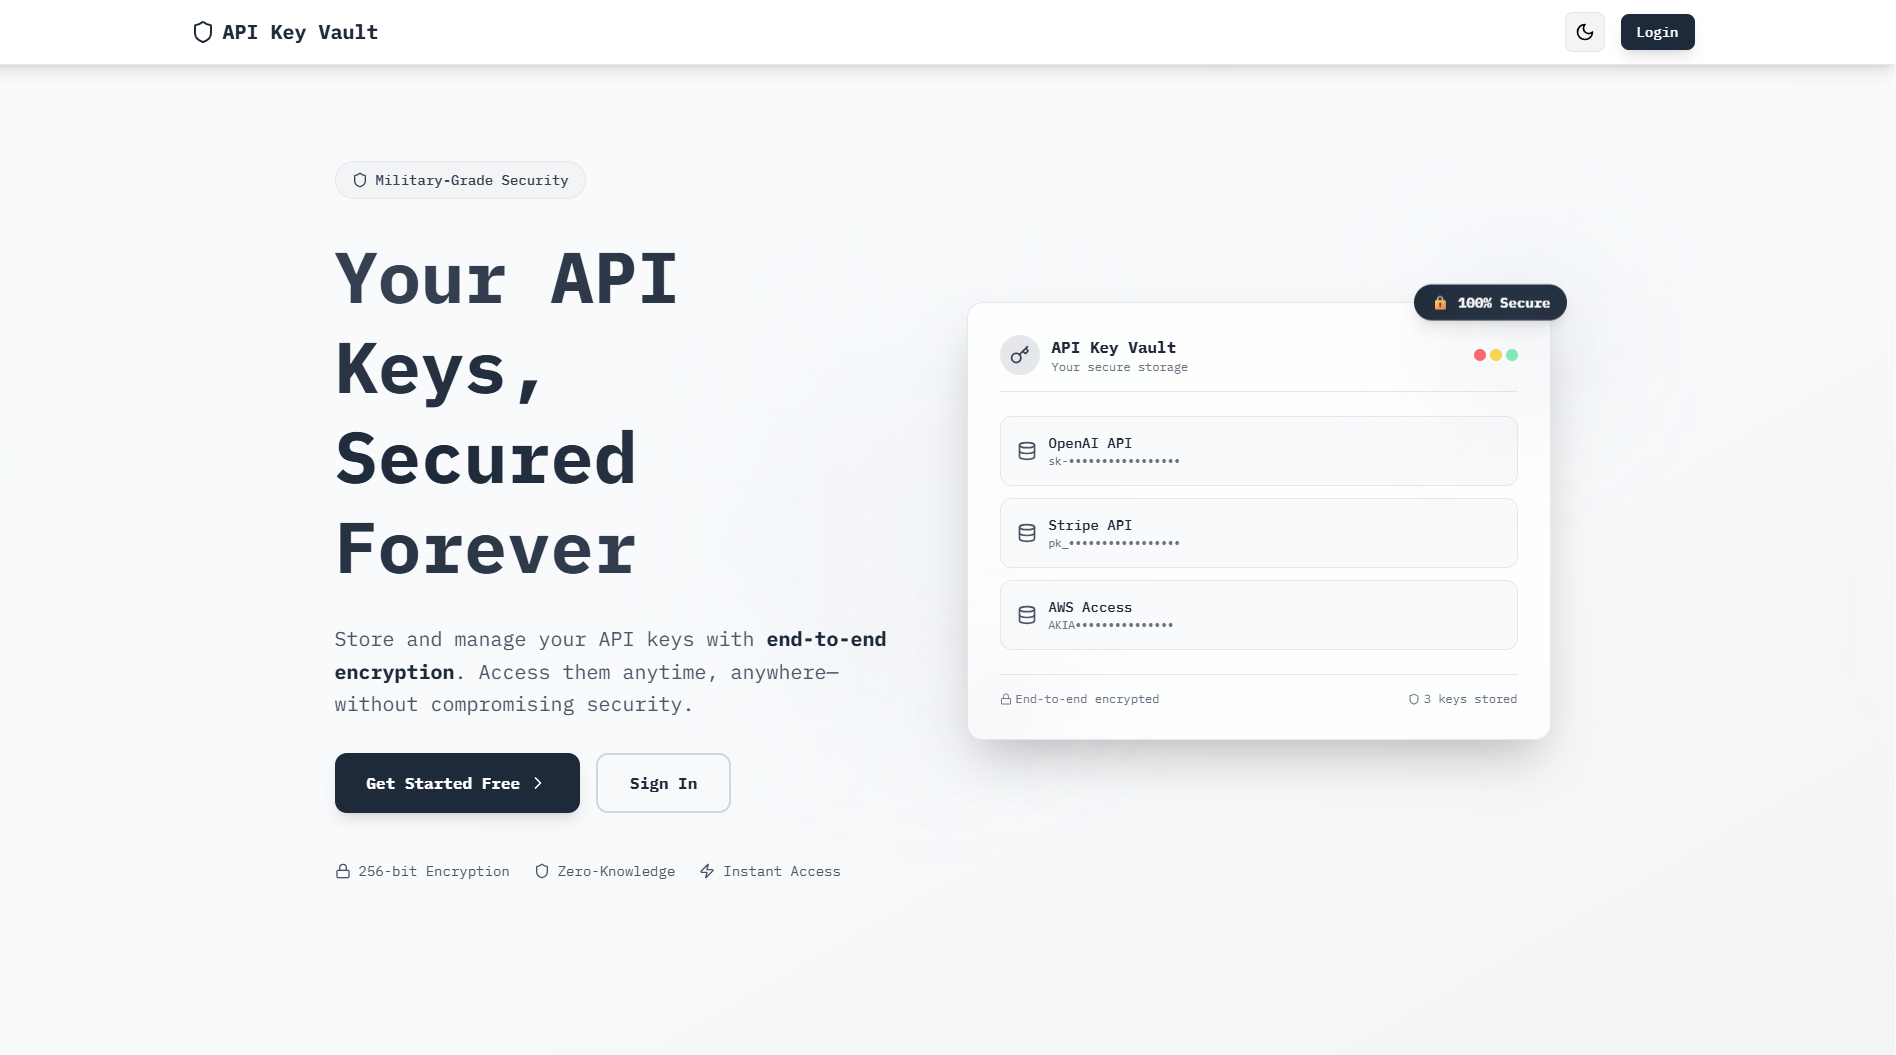 API Key Vault
Login
Military-Grade Security
Your API
Keys,
Secured
Forever
Store and manage your API keys with end-to-end
encryption. Access them anytime, anywhere—
without compromising security.
Get Started Free
Sign In
256-bit Encryption
Zero-Knowledge
Instant Access
🔒 100% Secure
API Key Vault
Your secure storage
OpenAI API
sk-•••••••••••••••••
Stripe API
pk_•••••••••••••••••
AWS Access
AKIA•••••••••••••••
End-to-end encrypted
3 keys stored